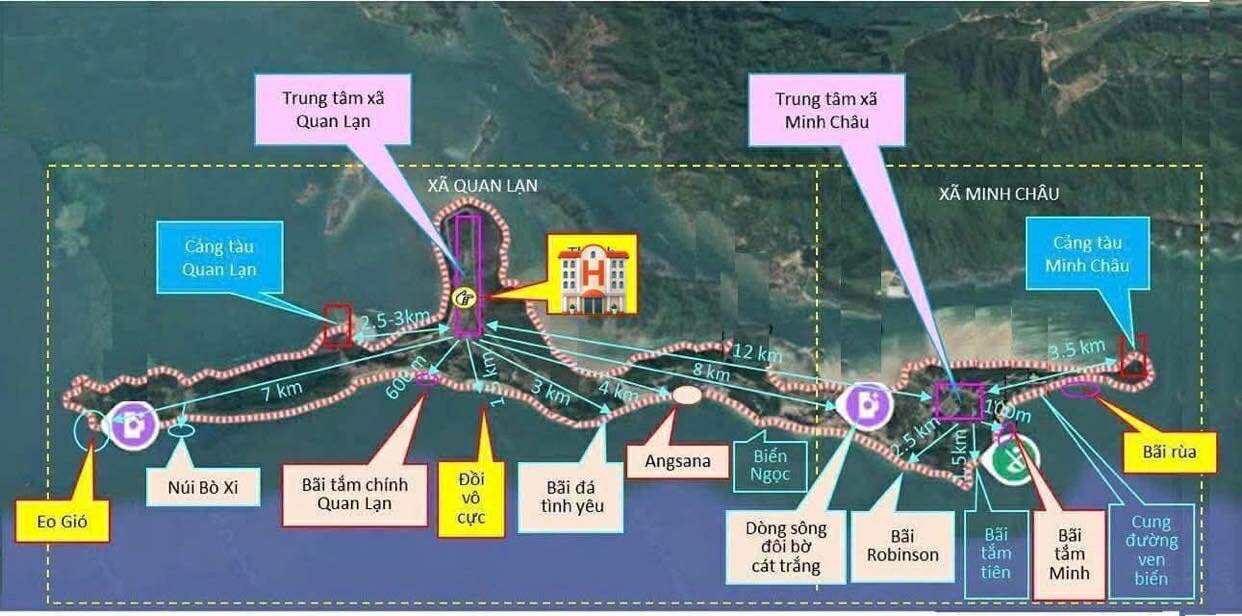 Trung tâm xã
Quan Lạn
Trung tâm xã
Minh Châu
XÃ QUAN LẠN
XÃ MINH CHÂU
Cảng tàu
Quan Lạn
Cảng tàu
Minh Châu
H
2.5-3km
12 km
3.5 km
7 km
600m
1 km
3 km
4 km
8 km
100m
2.5 km
1.5km
Eo Gió
Núi Bò Xi
Bãi tắm chính
Quan Lạn
Đồi
vô
cực
Bãi đá
tình yêu
Angsana
Biển
Ngọc
Dòng sông
đôi bờ
cát trắng
Bãi
Robinson
Bãi
tắm
tiên
Bãi
tắm
Minh
Cung
đường
ven
biển
Bãi rùa